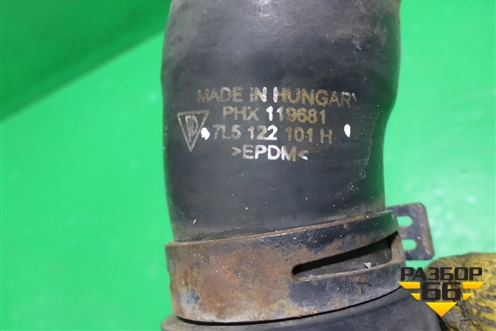 MADE IN HUNGARY
PHX 119681
7L5 122 101 H
>EPDM<
РАЗБОР
66